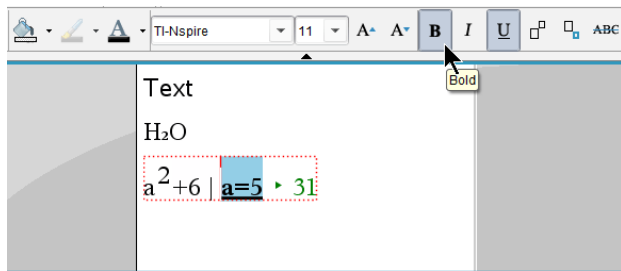 TI-Nspire 11 A A B I U ABC
Bold
Text
H₂O
a²+6 | a=5 ▸ 31